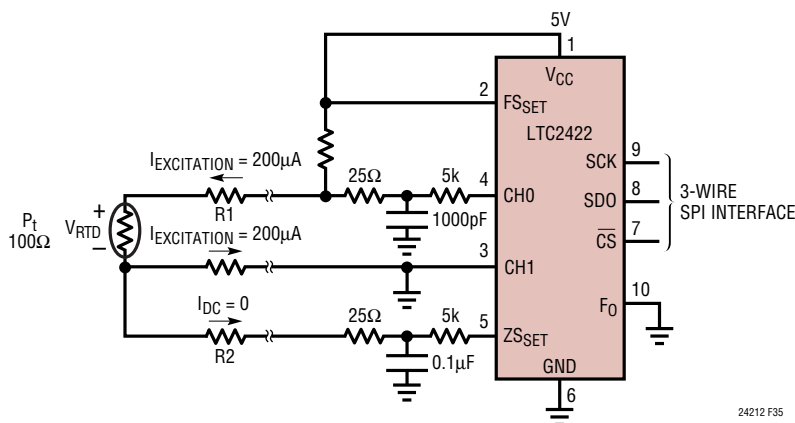 5V
1
VCC
2
FSSET
LTC2422
9
SCK
IEXCITATION = 200µA
25Ω
5k
4
CH0
8
SDO
3-WIRE
SPI INTERFACE
R1
1000pF
7
CS
Pt
100Ω
VRTD
+
–
IEXCITATION = 200µA
3
CH1
10
FO
IDC = 0
25Ω
5k
5
ZSSET
R2
0.1µF
GND
6
24212 F35